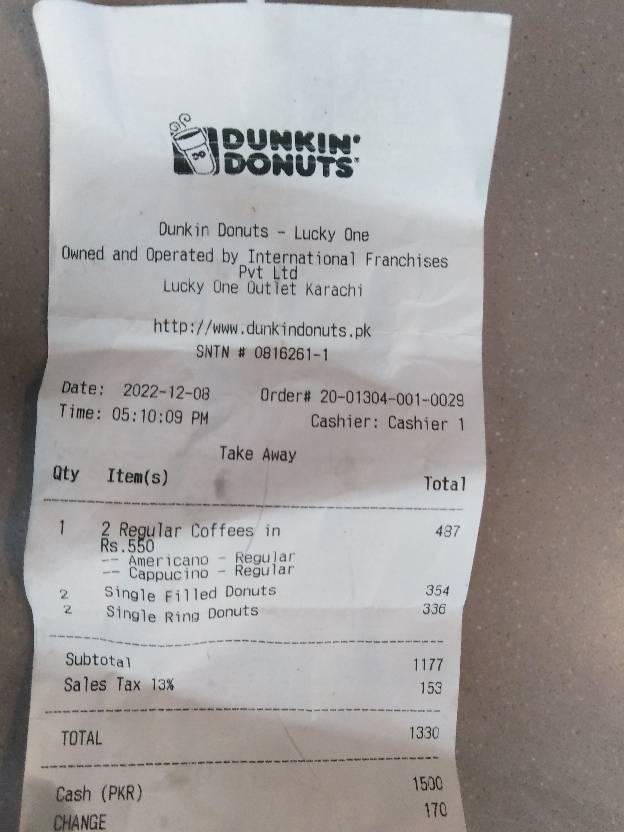 DUNKIN'
DONUTS
Dunkin Donuts - Lucky One
Owned and Operated by International Franchises
Pvt Ltd
Lucky One Outlet Karachi
http://www.dunkindonuts.pk
SNTN # 0816261-1
Date: 2022-12-08 Order# 20-01304-001-0029
Time: 05:10:09 PM Cashier: Cashier 1
Take Away
Qty Item(s) Total
1 2 Regular Coffees in 487
Rs.550
-- Americano - Regular
-- Cappucino - Regular
2 Single Filled Donuts 354
2 Single Ring Donuts 336
Subtotal 1177
Sales Tax 13% 153
TOTAL 1330
Cash (PKR) 1500
CHANGE 170